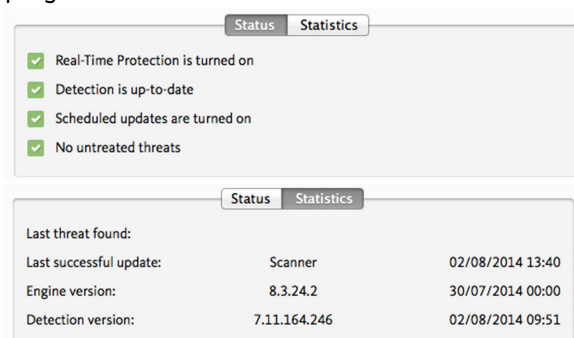 Status Statistics
Real-Time Protection is turned on
Detection is up-to-date
Scheduled updates are turned on
No untreated threats
Status Statistics
Last threat found:
Last successful update: Scanner 02/08/2014 13:40
Engine version: 8.3.24.2 30/07/2014 00:00
Detection version: 7.11.164.246 02/08/2014 09:51